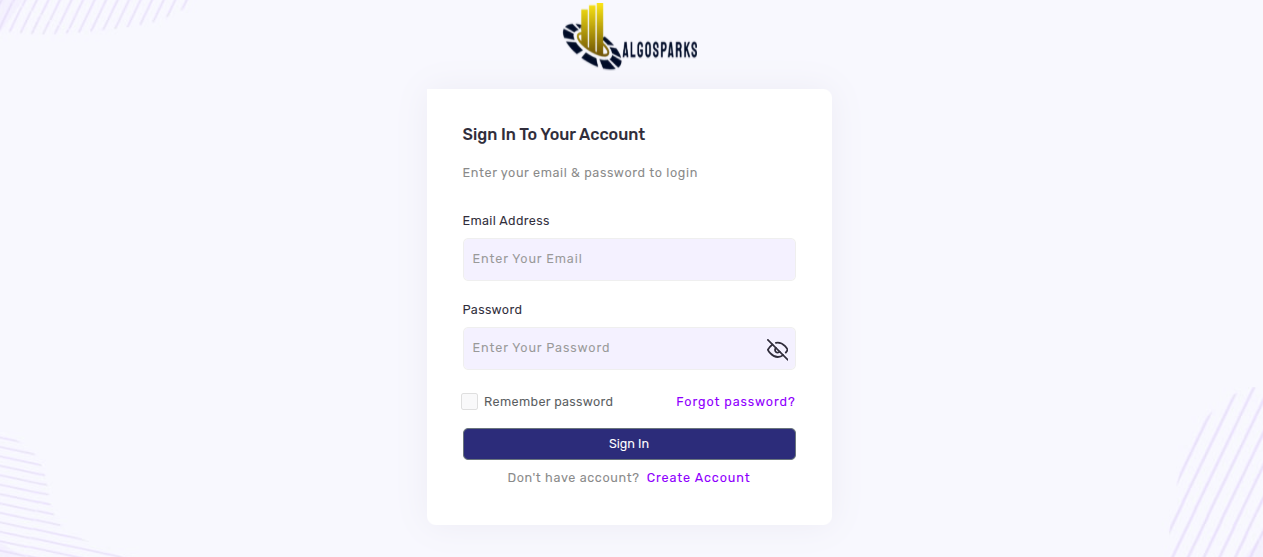 ALGOSPARKS
Sign In To Your Account
Enter your email & password to login
Email Address
Enter Your Email
Password
Enter Your Password
Remember password Forgot password?
Sign In
Don't have account? Create Account